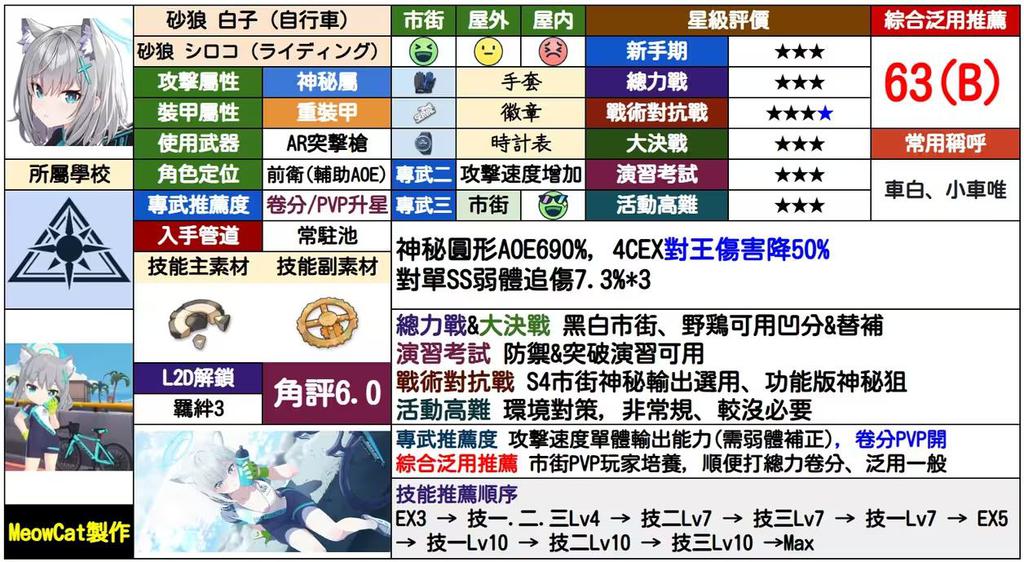 砂狼 白子（自行車）
市街
屋外
屋内
星級評價
綜合泛用推薦
砂狼 シロコ（ライディング）
新手期
★★★
63(B)
攻擊屬性
神秘屬
手套
總力戰
★★★
裝甲屬性
重裝甲
徽章
戰術對抗戰
★★★★
使用武器
AR突擊槍
時計表
大決戰
★★★
常用稱呼
所屬學校
角色定位
前衛(輔助AOE)
專武二
攻擊速度增加
演習考試
★★★
車白、小車唯
專武推薦度
卷分/PVP升星
專武三
市街
活動高難
★★★
入手管道
常駐池
神秘圓形AOE690%, 4CEX對王傷害降50%
對單SS弱體追傷7.3%*3
技能主素材
技能副素材
總力戰&大決戰 黑白市街、野鶏可用凹分&替補
演習考試 防禦&突破演習可用
戰術對抗戰 S4市街神秘輸出選用、功能版神秘狙
活動高難 環境對策, 非常規、較沒必要
L2D解鎖
羈絆3
角評6.0
專武推薦度 攻擊速度單體輸出能力(需弱體補正), 卷分PVP開
綜合泛用推薦 市街PVP玩家培養, 順便打總力卷分、泛用一般
技能推薦順序
EX3 → 技一.二.三Lv4 → 技二Lv7 → 技三Lv7 → 技一Lv7 → EX5
→ 技一Lv10 → 技二Lv10 → 技三Lv10 →Max
MeowCat製作